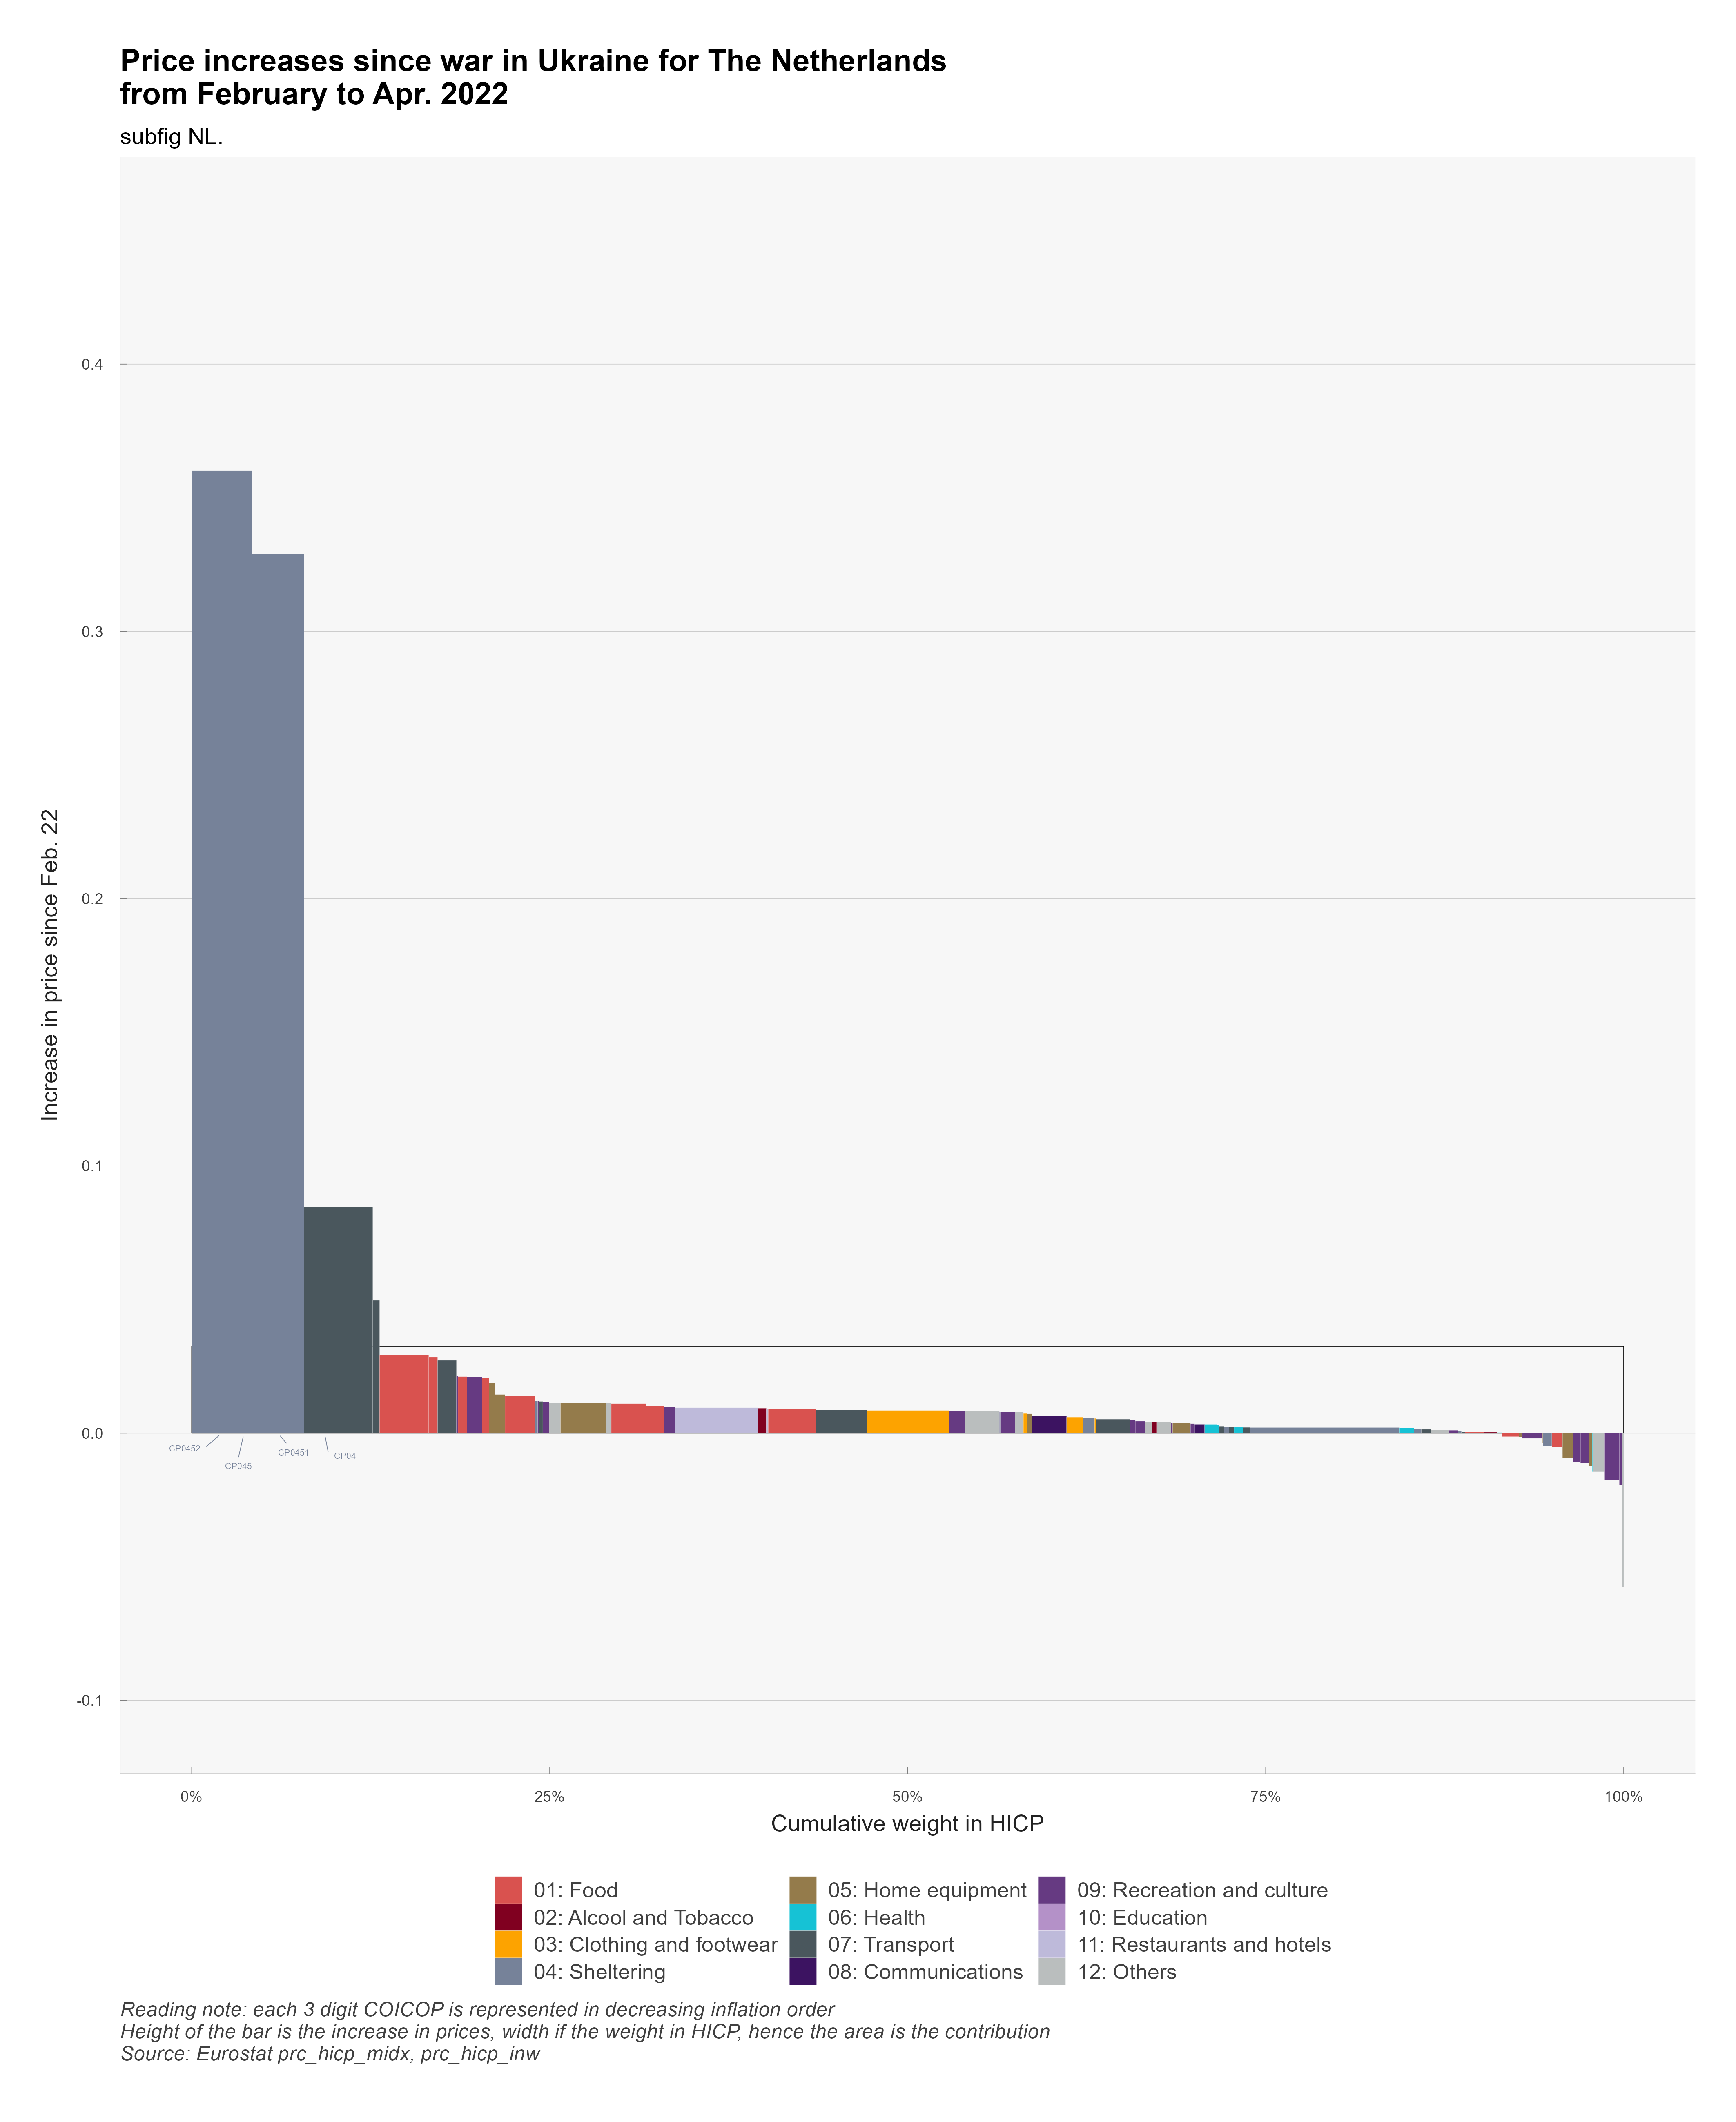 Price increases since war in Ukraine for The Netherlands
from February to Apr. 2022
subfig NL.
Increase in price since Feb. 22
0.4
0.3
0.2
0.1
0.0
-0.1
CP0452
CP045
CP0451
CP04
0%
25%
50%
75%
100%
Cumulative weight in HICP
01: Food
02: Alcool and Tobacco
03: Clothing and footwear
04: Sheltering
05: Home equipment
06: Health
07: Transport
08: Communications
09: Recreation and culture
10: Education
11: Restaurants and hotels
12: Others
Reading note: each 3 digit COICOP is represented in decreasing inflation order
Height of the bar is the increase in prices, width if the weight in HICP, hence the area is the contribution
Source: Eurostat prc_hicp_midx, prc_hicp_inw